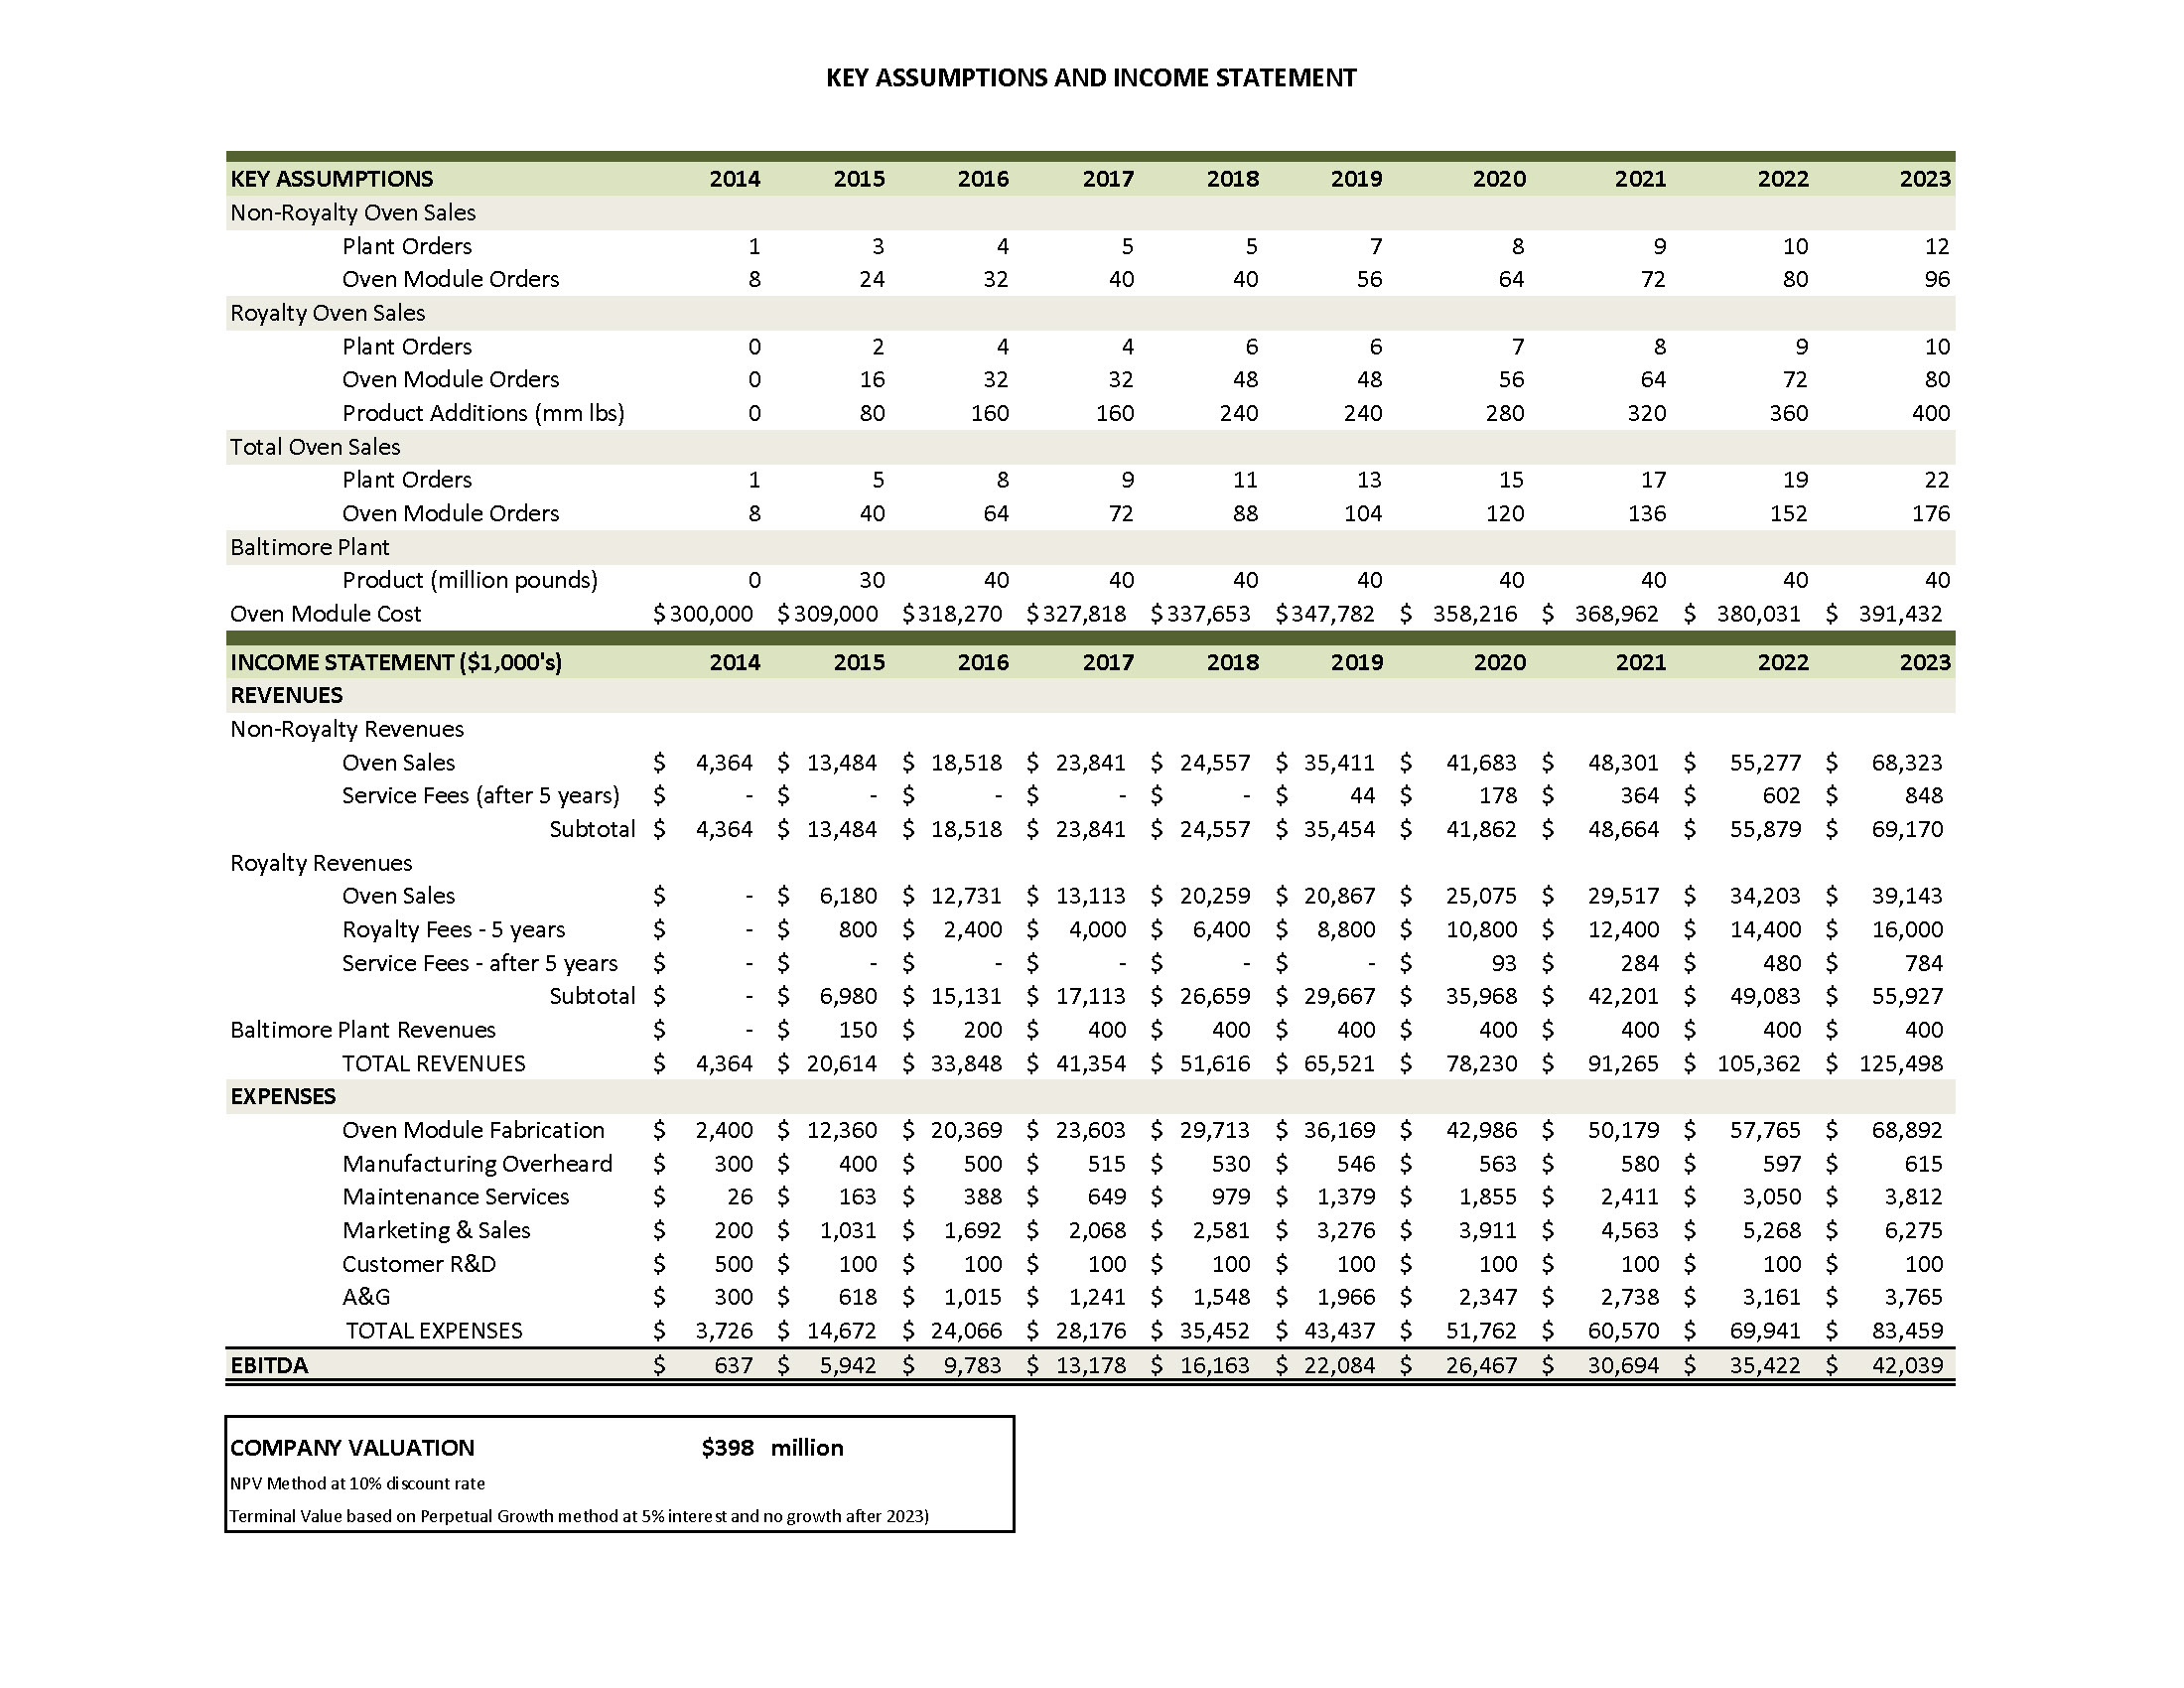 KEY ASSUMPTIONS AND INCOME STATEMENT
KEY ASSUMPTIONS 2014 2015 2016 2017 2018 2019 2020 2021 2022 2023
Non-Royalty Oven Sales
Plant Orders 1 3 4 5 5 7 8 9 10 12
Oven Module Orders 8 24 32 40 40 56 64 72 80 96
Royalty Oven Sales
Plant Orders 0 2 4 4 6 6 7 8 9 10
Oven Module Orders 0 16 32 32 48 48 56 64 72 80
Product Additions (mm lbs) 0 80 160 160 240 240 280 320 360 400
Total Oven Sales
Plant Orders 1 5 8 9 11 13 15 17 19 22
Oven Module Orders 8 40 64 72 88 104 120 136 152 176
Baltimore Plant
Product (million pounds) 0 30 40 40 40 40 40 40 40 40
Oven Module Cost $300,000 $309,000 $318,270 $327,818 $337,653 $347,782 $ 358,216 $ 368,962 $ 380,031 $ 391,432
INCOME STATEMENT ($1,000's) 2014 2015 2016 2017 2018 2019 2020 2021 2022 2023
REVENUES
Non-Royalty Revenues
Oven Sales $ 4,364 $ 13,484 $ 18,518 $ 23,841 $ 24,557 $ 35,411 $ 41,683 $ 48,301 $ 55,277 $ 68,323
Service Fees (after 5 years) $ - $ - $ - $ - $ - $ 44 $ 178 $ 364 $ 602 $ 848
Subtotal $ 4,364 $ 13,484 $ 18,518 $ 23,841 $ 24,557 $ 35,454 $ 41,862 $ 48,664 $ 55,879 $ 69,170
Royalty Revenues
Oven Sales $ - $ 6,180 $ 12,731 $ 13,113 $ 20,259 $ 20,867 $ 25,075 $ 29,517 $ 34,203 $ 39,143
Royalty Fees - 5 years $ - $ 800 $ 2,400 $ 4,000 $ 6,400 $ 8,800 $ 10,800 $ 12,400 $ 14,400 $ 16,000
Service Fees - after 5 years $ - $ - $ - $ - $ - $ - $ 93 $ 284 $ 480 $ 784
Subtotal $ - $ 6,980 $ 15,131 $ 17,113 $ 26,659 $ 29,667 $ 35,968 $ 42,201 $ 49,083 $ 55,927
Baltimore Plant Revenues $ - $ 150 $ 200 $ 400 $ 400 $ 400 $ 400 $ 400 $ 400 $ 400
TOTAL REVENUES $ 4,364 $ 20,614 $ 33,848 $ 41,354 $ 51,616 $ 65,521 $ 78,230 $ 91,265 $ 105,362 $ 125,498
EXPENSES
Oven Module Fabrication $ 2,400 $ 12,360 $ 20,369 $ 23,603 $ 29,713 $ 36,169 $ 42,986 $ 50,179 $ 57,765 $ 68,892
Manufacturing Overheard $ 300 $ 400 $ 500 $ 515 $ 530 $ 546 $ 563 $ 580 $ 597 $ 615
Maintenance Services $ 26 $ 163 $ 388 $ 649 $ 979 $ 1,379 $ 1,855 $ 2,411 $ 3,050 $ 3,812
Marketing & Sales $ 200 $ 1,031 $ 1,692 $ 2,068 $ 2,581 $ 3,276 $ 3,911 $ 4,563 $ 5,268 $ 6,275
Customer R&D $ 500 $ 100 $ 100 $ 100 $ 100 $ 100 $ 100 $ 100 $ 100 $ 100
A&G $ 300 $ 618 $ 1,015 $ 1,241 $ 1,548 $ 1,966 $ 2,347 $ 2,738 $ 3,161 $ 3,765
TOTAL EXPENSES $ 3,726 $ 14,672 $ 24,066 $ 28,176 $ 35,452 $ 43,437 $ 51,762 $ 60,570 $ 69,941 $ 83,459
EBITDA $ 637 $ 5,942 $ 9,783 $ 13,178 $ 16,163 $ 22,084 $ 26,467 $ 30,694 $ 35,422 $ 42,039
COMPANY VALUATION $398 million
NPV Method at 10% discount rate
Terminal Value based on Perpetual Growth method at 5% interest and no growth after 2023)